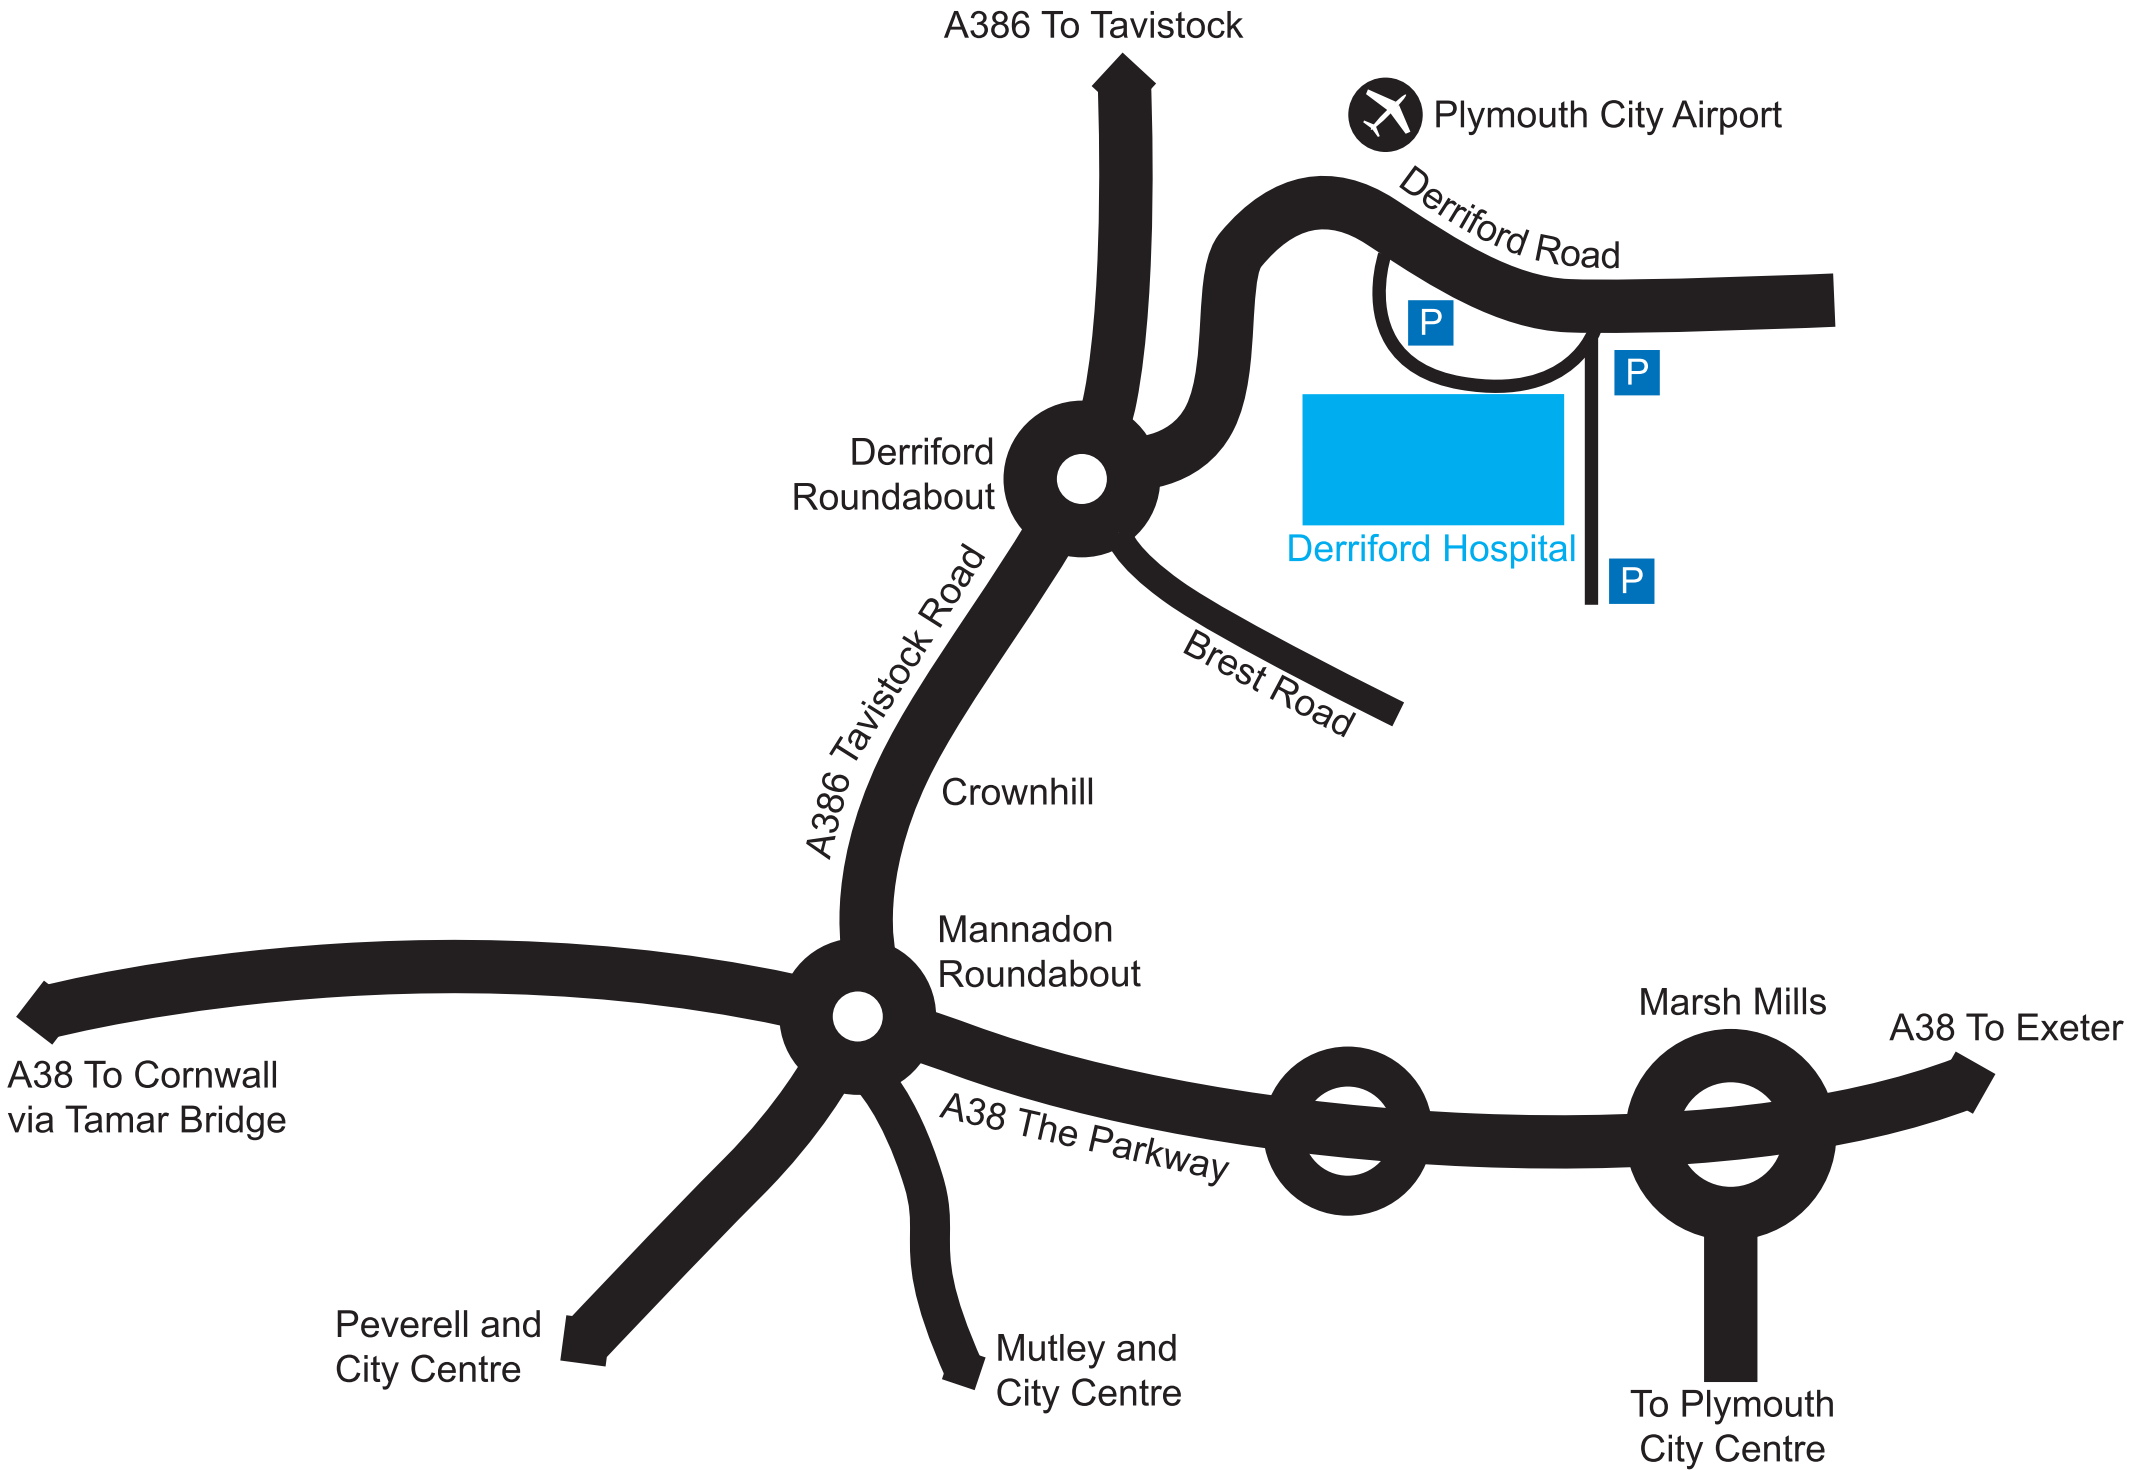 A386 To Tavistock
Plymouth City Airport
Derriford Road
P
P
Derriford
Roundabout
Derriford Hospital
P
A386 Tavistock Road
Brest Road
Crownhill
Mannadon
Roundabout
Marsh Mills
A38 To Exeter
A38 To Cornwall
via Tamar Bridge
A38 The Parkway
Peverell and
City Centre
Mutley and
City Centre
To Plymouth
City Centre